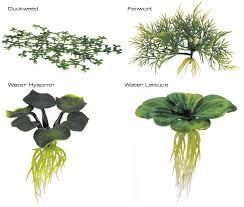 Duckweed
Fanwort
Water Hyacinth
Water Lettuce